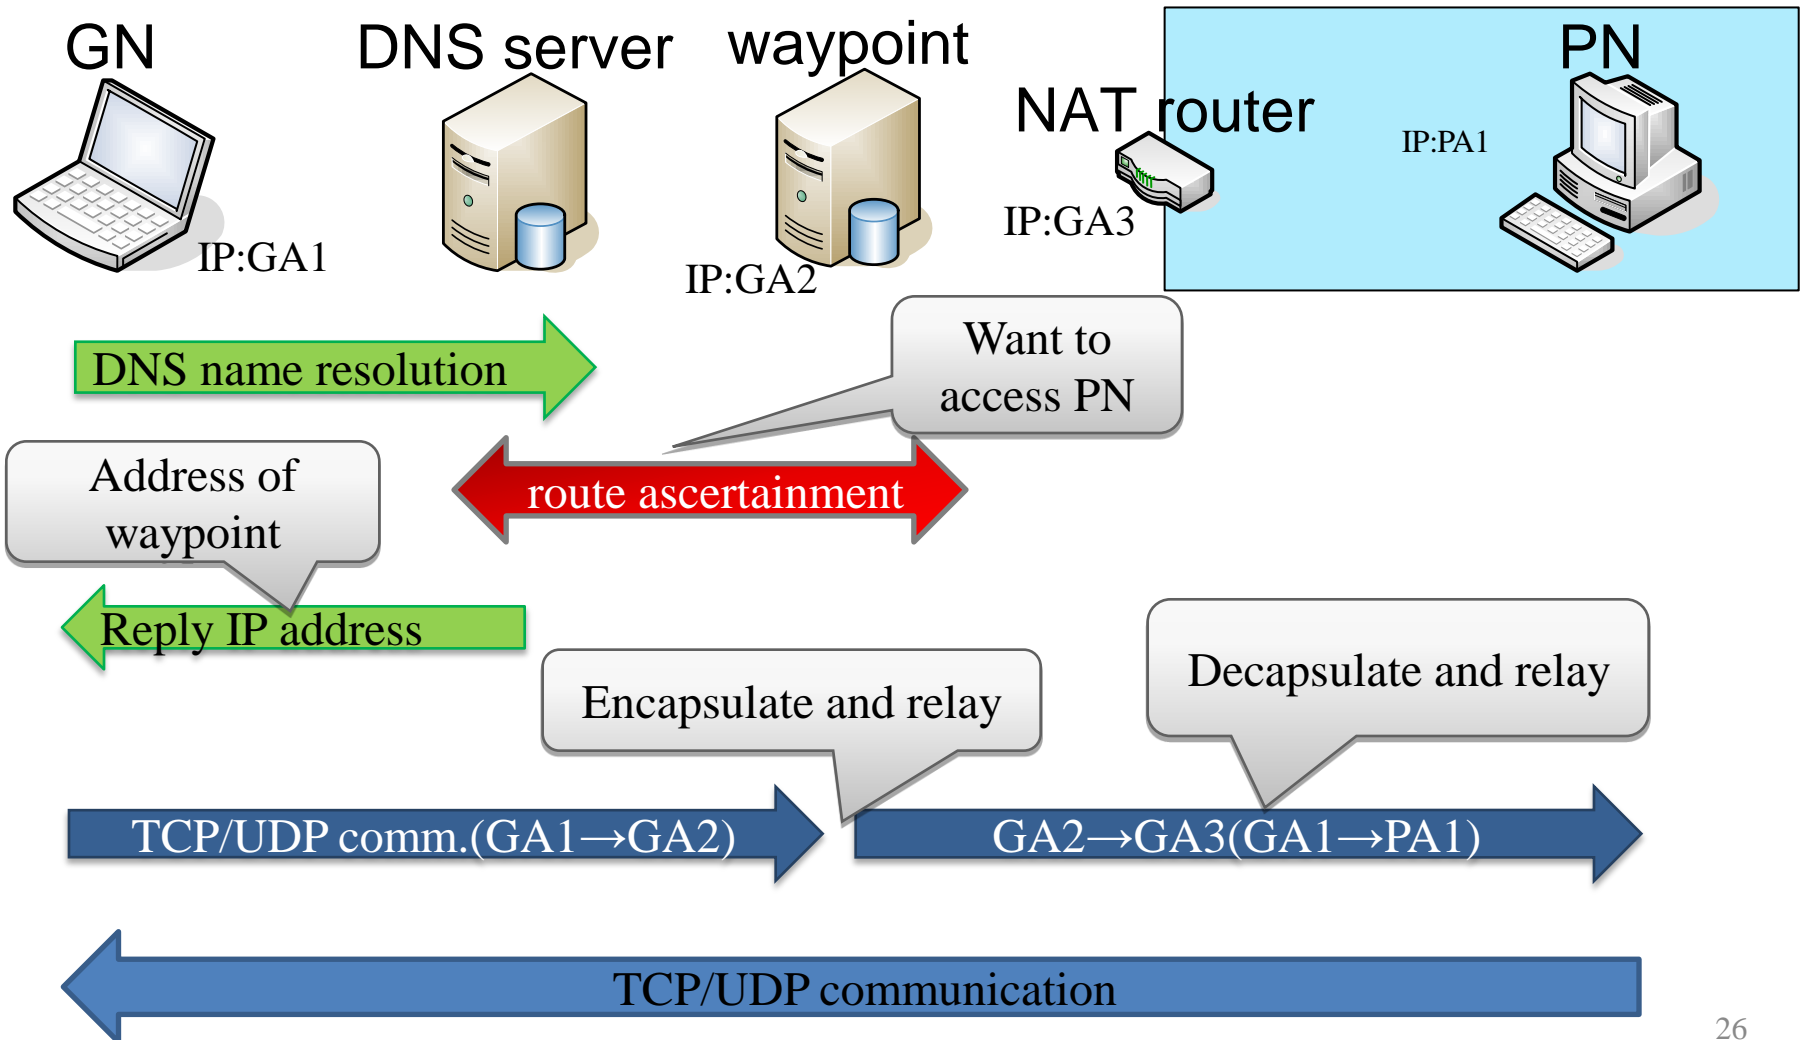 GN
DNS server
waypoint
PN
NAT router
IP:PA1
IP:GA3
IP:GA1
IP:GA2
Want to
access PN
DNS name resolution
Address of
waypoint
route ascertainment
Reply IP address
Encapsulate and relay
Decapsulate and relay
TCP/UDP comm.(GA1→GA2)
GA2→GA3(GA1→PA1)
TCP/UDP communication
26